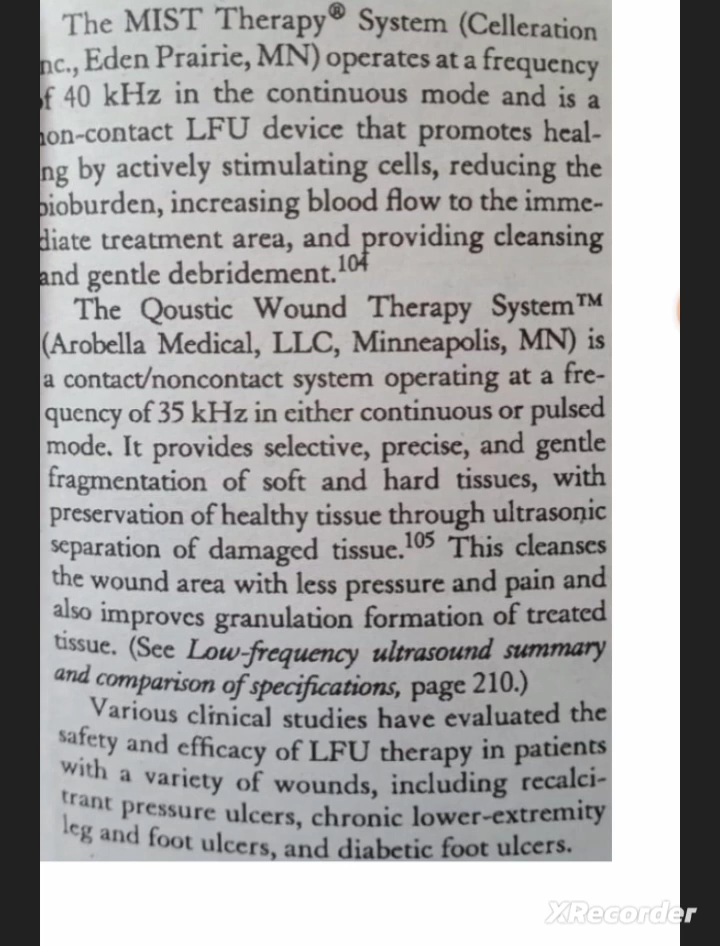 The MIST Therapy® System (Celleration
nc., Eden Prairie, MN) operates at a frequency
f 40 kHz in the continuous mode and is a
on-contact LFU device that promotes heal-
ng by actively stimulating cells, reducing the
bioburden, increasing blood flow to the imme-
diate treatment area, and providing cleansing
and gentle debridement.104
The Qoustic Wound Therapy System™
(Arobella Medical, LLC, Minneapolis, MN) is
a contact/noncontact system operating at a fre-
quency of 35 kHz in either continuous or pulsed
mode. It provides selective, precise, and gentle
fragmentation of soft and hard tissues, with
preservation of healthy tissue through ultrasonic
separation of damaged tissue.105 This cleanses
the wound area with less pressure and pain and
also improves granulation formation of treated
tissue. (See Low-frequency ultrasound summary
and comparison of specifications, page 210.)
Various clinical studies have evaluated the
safety and efficacy of LFU therapy in patients
with a variety of wounds, including recalci-
trant pressure ulcers, chronic lower-extremity
leg and foot ulcers, and diabetic foot ulcers.
XRecorder